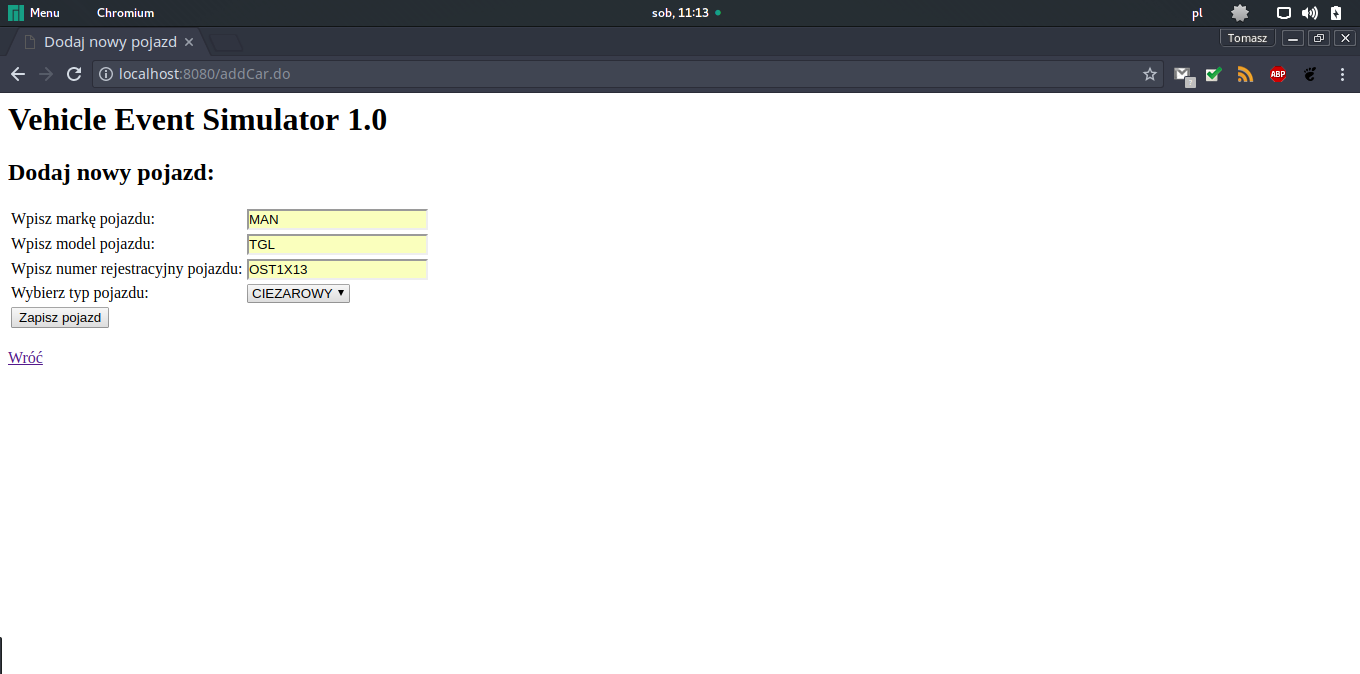 Menu Chromium sob, 11:13 pl
Dodaj nowy pojazd Tomasz
localhost:8080/addCar.do ABP
Vehicle Event Simulator 1.0
Dodaj nowy pojazd:
Wpisz markę pojazdu: MAN
Wpisz model pojazdu: TGL
Wpisz numer rejestracyjny pojazdu: OST1X13
Wybierz typ pojazdu: CIEZAROWY
Zapisz pojazd
Wróć